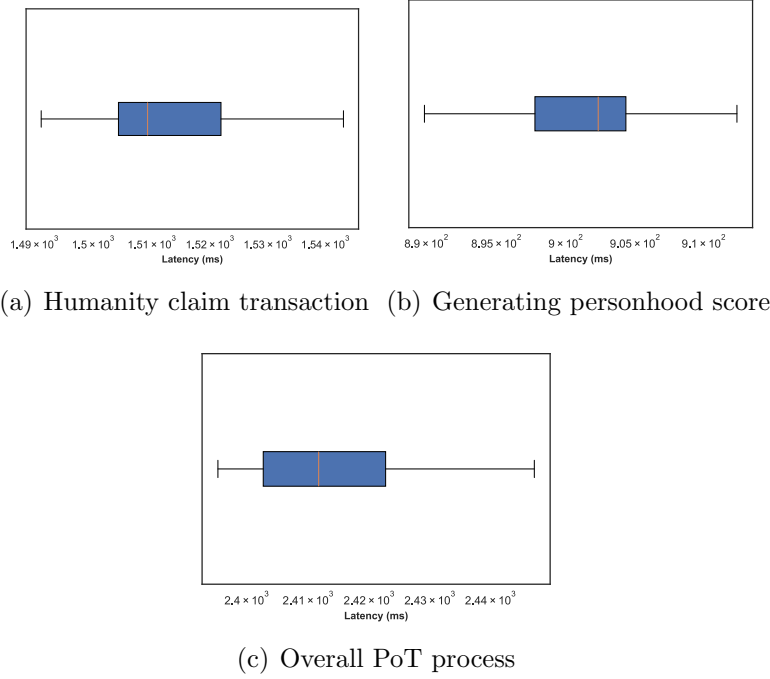 1.49 × 10³ 1.5 × 10³ 1.51 × 10³ 1.52 × 10³ 1.53 × 10³ 1.54 × 10³
Latency (ms)
(a) Humanity claim transaction
8.9 × 10² 8.95 × 10² 9 × 10² 9.05 × 10² 9.1 × 10²
Latency (ms)
(b) Generating personhood score
2.4 × 10³ 2.41 × 10³ 2.42 × 10³ 2.43 × 10³ 2.44 × 10³
Latency (ms)
(c) Overall PoT process